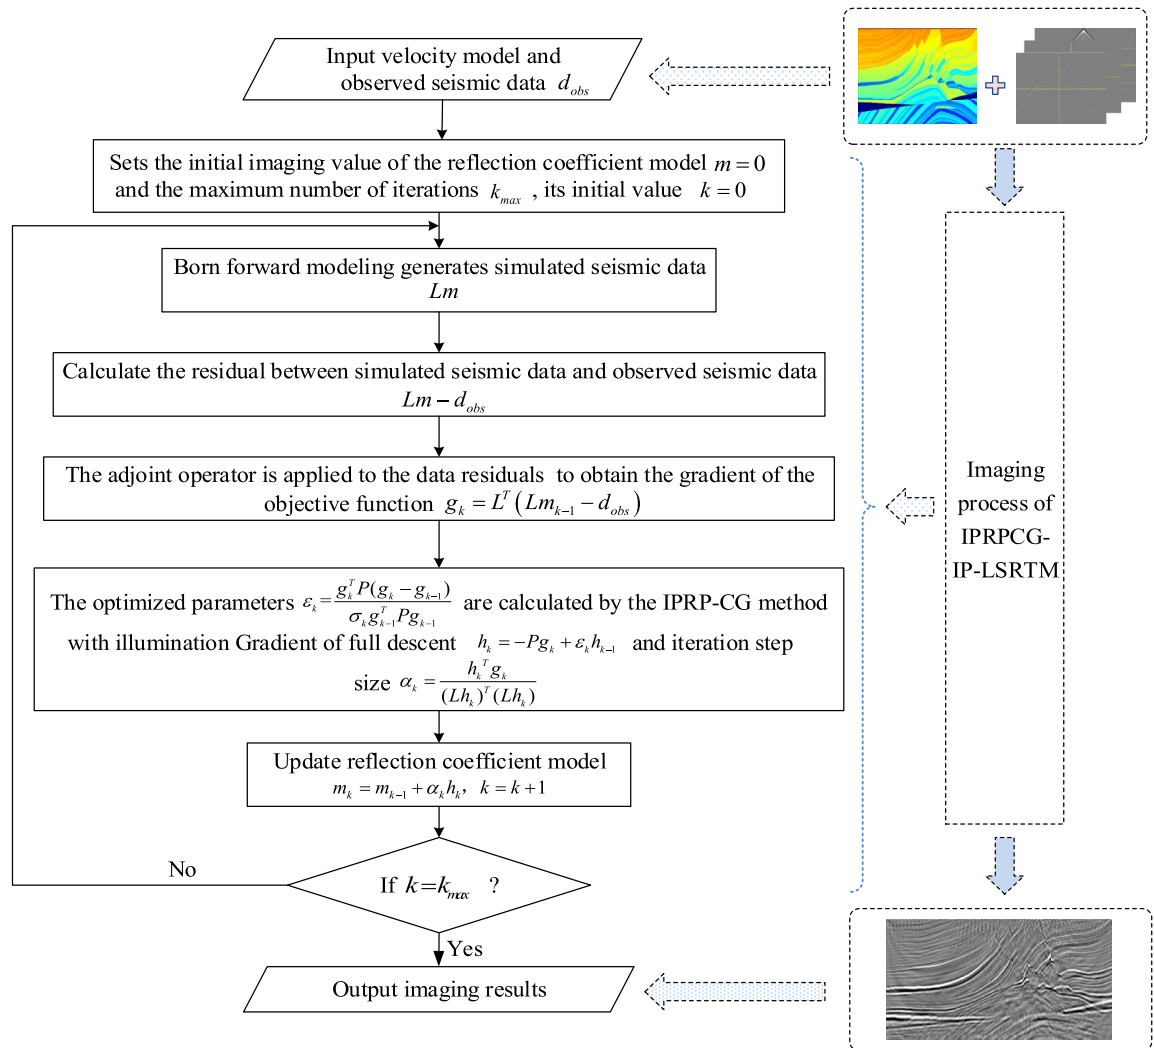 Input velocity model and
observed seismic data d_obs
Sets the initial imaging value of the reflection coefficient model m = 0
and the maximum number of iterations k_max , its initial value k = 0
Born forward modeling generates simulated seismic data
Lm
Calculate the residual between simulated seismic data and observed seismic data
Lm − d_obs
The adjoint operator is applied to the data residuals to obtain the gradient of the
objective function g_k = L^T (Lm_{k−1} − d_obs)
The optimized parameters ε_k = \frac{g_k^T P(g_k − g_{k−1})}{σ_k g_{k−1}^T P g_{k−1}} are calculated by the IPRP-CG method
with illumination Gradient of full descent h_k = −Pg_k + ε_k h_{k−1} and iteration step
size α_k = \frac{h_k^T g_k}{(Lh_k)^T (Lh_k)}
Update reflection coefficient model
m_k = m_{k−1} + α_k h_k, k = k + 1
No
If k = k_max ?
Yes
Output imaging results
Imaging
process of
IPRPCG-
IP-LSRTM